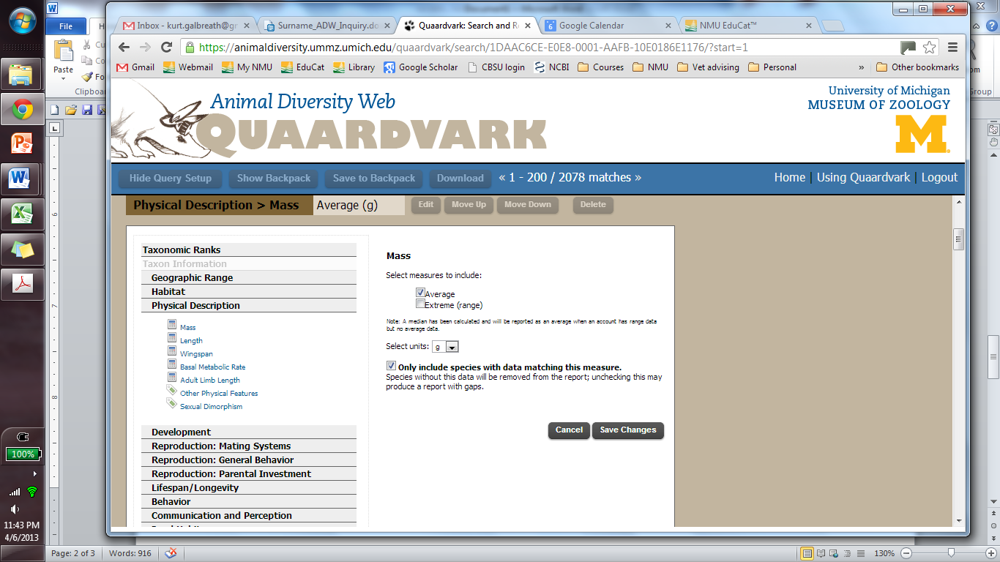 Document1 - Microsoft Word
File
Paste
Cu
Co
Fo
Clipboa
Inbox - kurt.galbreath@gr
Surname_ADW_Inquiry.do
Quaardvark: Search and Re
Google Calendar
NMU EduCat™
https://animaldiversity.ummz.umich.edu/quaardvark/search/1DAAC6CE-E0E8-0001-AAFB-10E0186E1176/?start=1
Gmail Webmail My NMU EduCat Library Google Scholar CBSU login NCBI Courses NMU Vet advising Personal » Other bookmarks
Animal Diversity Web
QUAARDVARK
University of Michigan
MUSEUM OF ZOOLOGY
M
Hide Query Setup Show Backpack Save to Backpack Download « 1 - 200 / 2078 matches » Home | Using Quaardvark | Logout
Physical Description > Mass Average (g) Edit Move Up Move Down Delete
Taxonomic Ranks
Taxon Information
Geographic Range
Habitat
Physical Description
Mass
Length
Wingspan
Basal Metabolic Rate
Adult Limb Length
Other Physical Features
Sexual Dimorphism
Development
Reproduction: Mating Systems
Reproduction: General Behavior
Reproduction: Parental Investment
Lifespan/Longevity
Behavior
Communication and Perception
Mass
Select measures to include:
Average
Extreme (range)
Note: A median has been calculated and will be reported as an average when an account has range data
but no average data.
Select units: g
Only include species with data matching this measure.
Species without this data will be removed from the report; unchecking this may
produce a report with gaps.
Cancel Save Changes
100%
11:43 PM
4/6/2013
Page: 2 of 3 Words: 916 130%